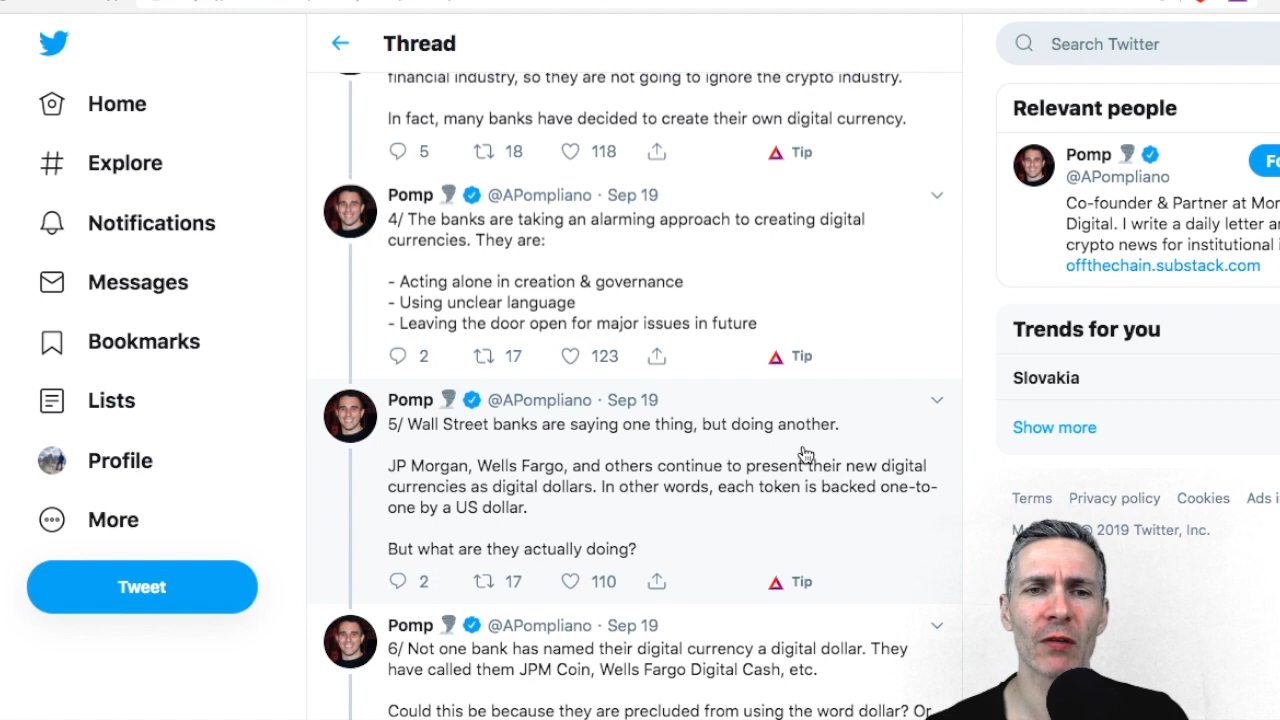 Home
Explore
Notifications
Messages
Bookmarks
Lists
Profile
More
Tweet
Thread
financial industry, so they are not going to ignore the crypto industry.
In fact, many banks have decided to create their own digital currency.
5 18 118 Tip
Pomp @APompliano · Sep 19
4/ The banks are taking an alarming approach to creating digital
currencies. They are:
- Acting alone in creation & governance
- Using unclear language
- Leaving the door open for major issues in future
2 17 123 Tip
Pomp @APompliano · Sep 19
5/ Wall Street banks are saying one thing, but doing another.
JP Morgan, Wells Fargo, and others continue to present their new digital
currencies as digital dollars. In other words, each token is backed one-to-
one by a US dollar.
But what are they actually doing?
2 17 110 Tip
Pomp @APompliano · Sep 19
6/ Not one bank has named their digital currency a digital dollar. They
have called them JPM Coin, Wells Fargo Digital Cash, etc.
Could this be because they are precluded from using the word dollar? Or
Search Twitter
Relevant people
Pomp
@APompliano
Fo
Co-founder & Partner at Mor
Digital. I write a daily letter a
crypto news for institutional i
offthechain.substack.com
Trends for you
Slovakia
Show more
Terms Privacy policy Cookies Ads i
© 2019 Twitter, Inc.